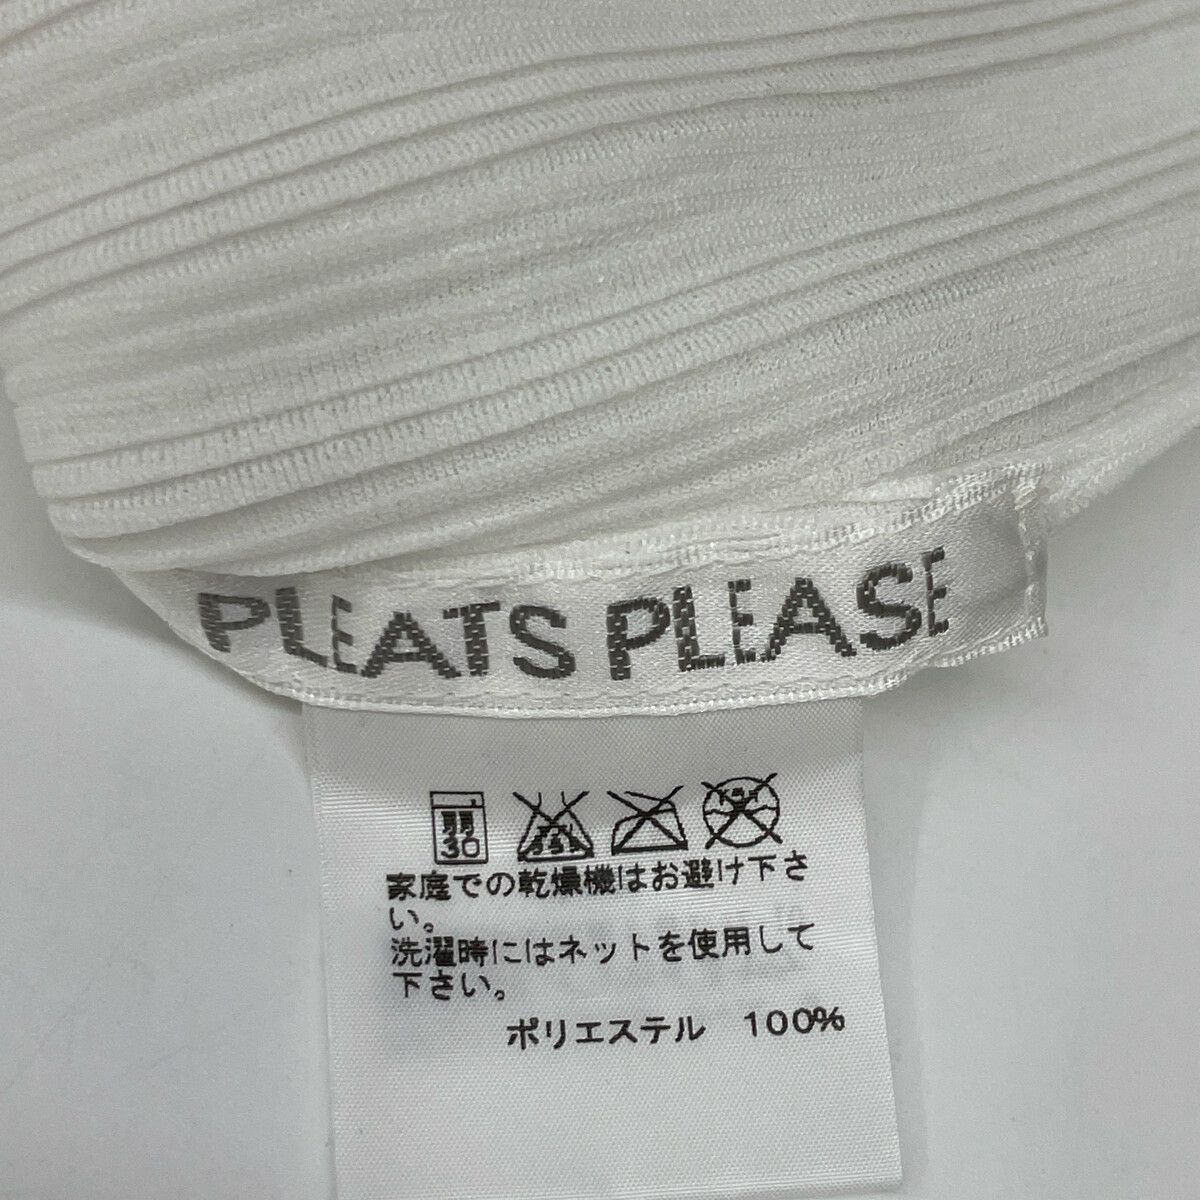 PLEATS PLEASE
弱
30
家庭での乾燥機はお避け下さ
い。
洗濯時にはネットを使用して
下さい。
ポリエステル 100%